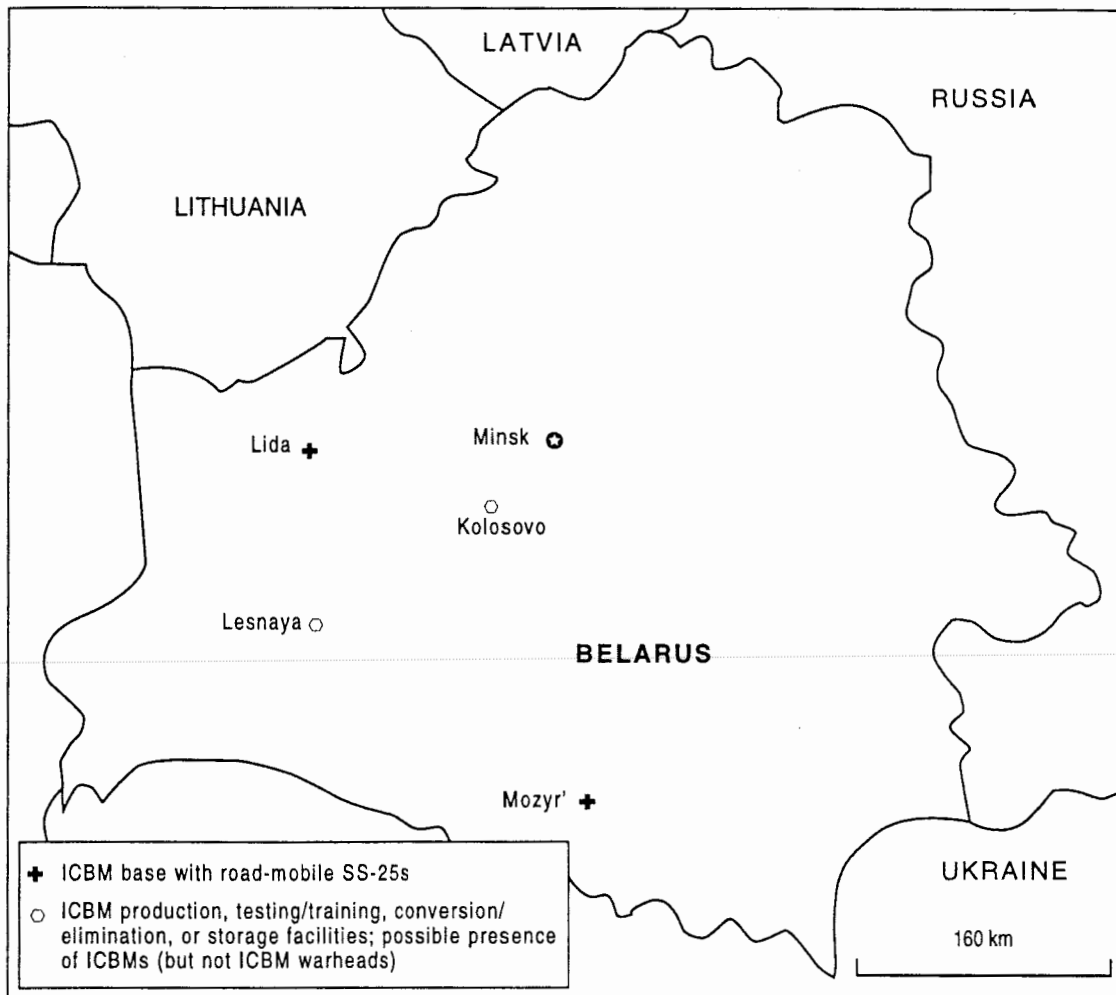 LATVIA
RUSSIA
LITHUANIA
Lida
Minsk
Kolosovo
Lesnaya
BELARUS
Mozyr'
UKRAINE
ICBM base with road-mobile SS-25s
ICBM production, testing/training, conversion/
elimination, or storage facilities; possible presence
of ICBMs (but not ICBM warheads)
160 km